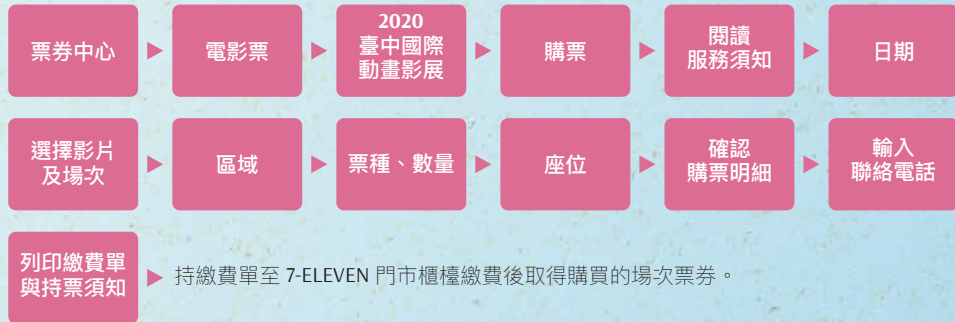 票券中心
電影票
2020
臺中國際
動畫影展
購票
閱讀
服務須知
日期
選擇影片
及場次
區域
票種、數量
座位
確認
購票明細
輸入
聯絡電話
列印繳費單
與持票須知
持繳費單至 7-ELEVEN 門市櫃檯繳費後取得購買的場次票券。